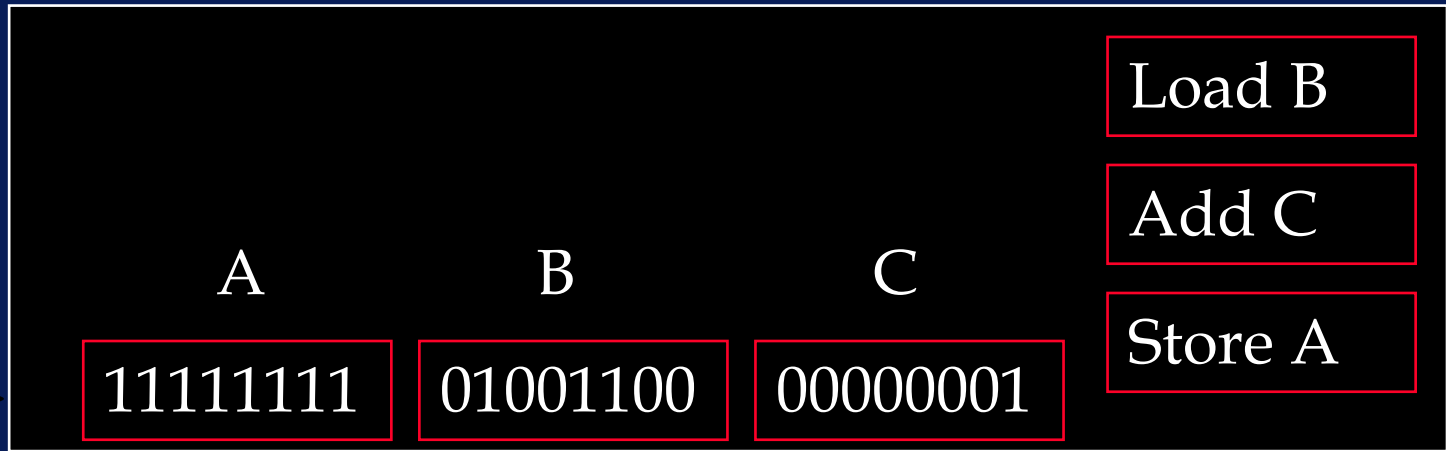 Load B
Add C
A B C
Store A
11111111 01001100 00000001